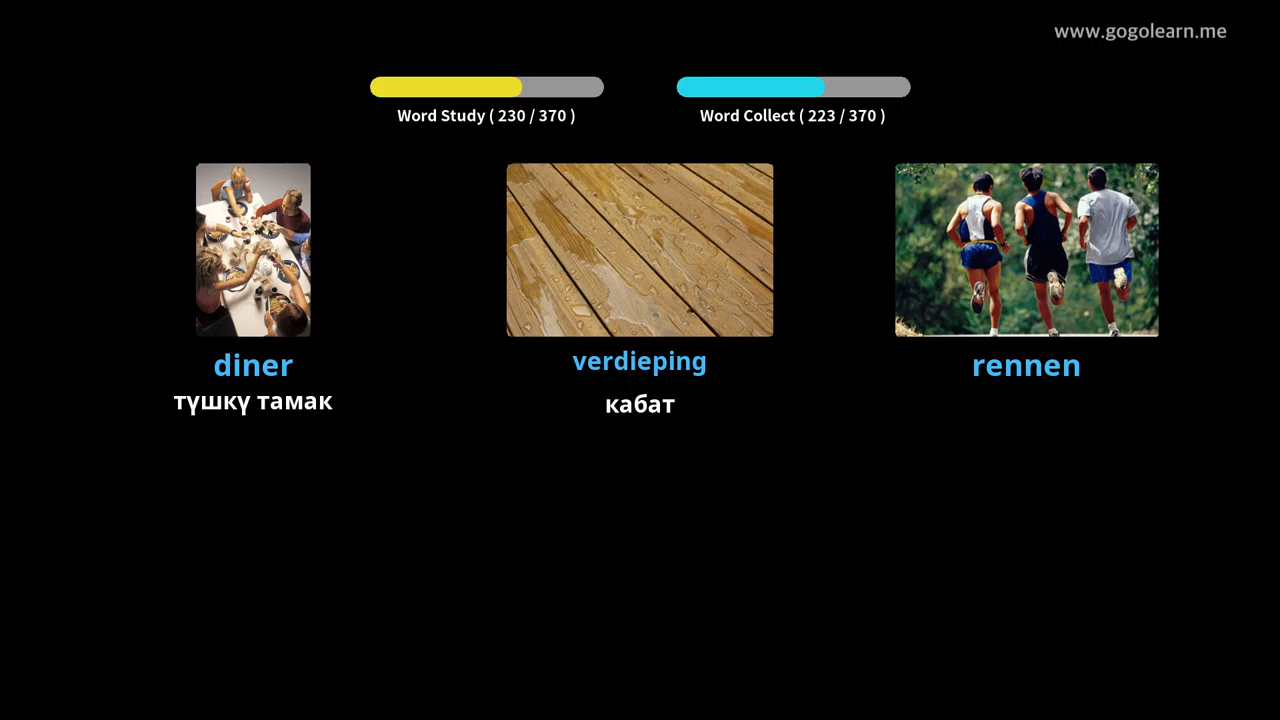 www.gogolearn.me
Word Study ( 230 / 370 )
Word Collect ( 223 / 370 )
diner
түшкү тамак
verdieping
кабат
rennen